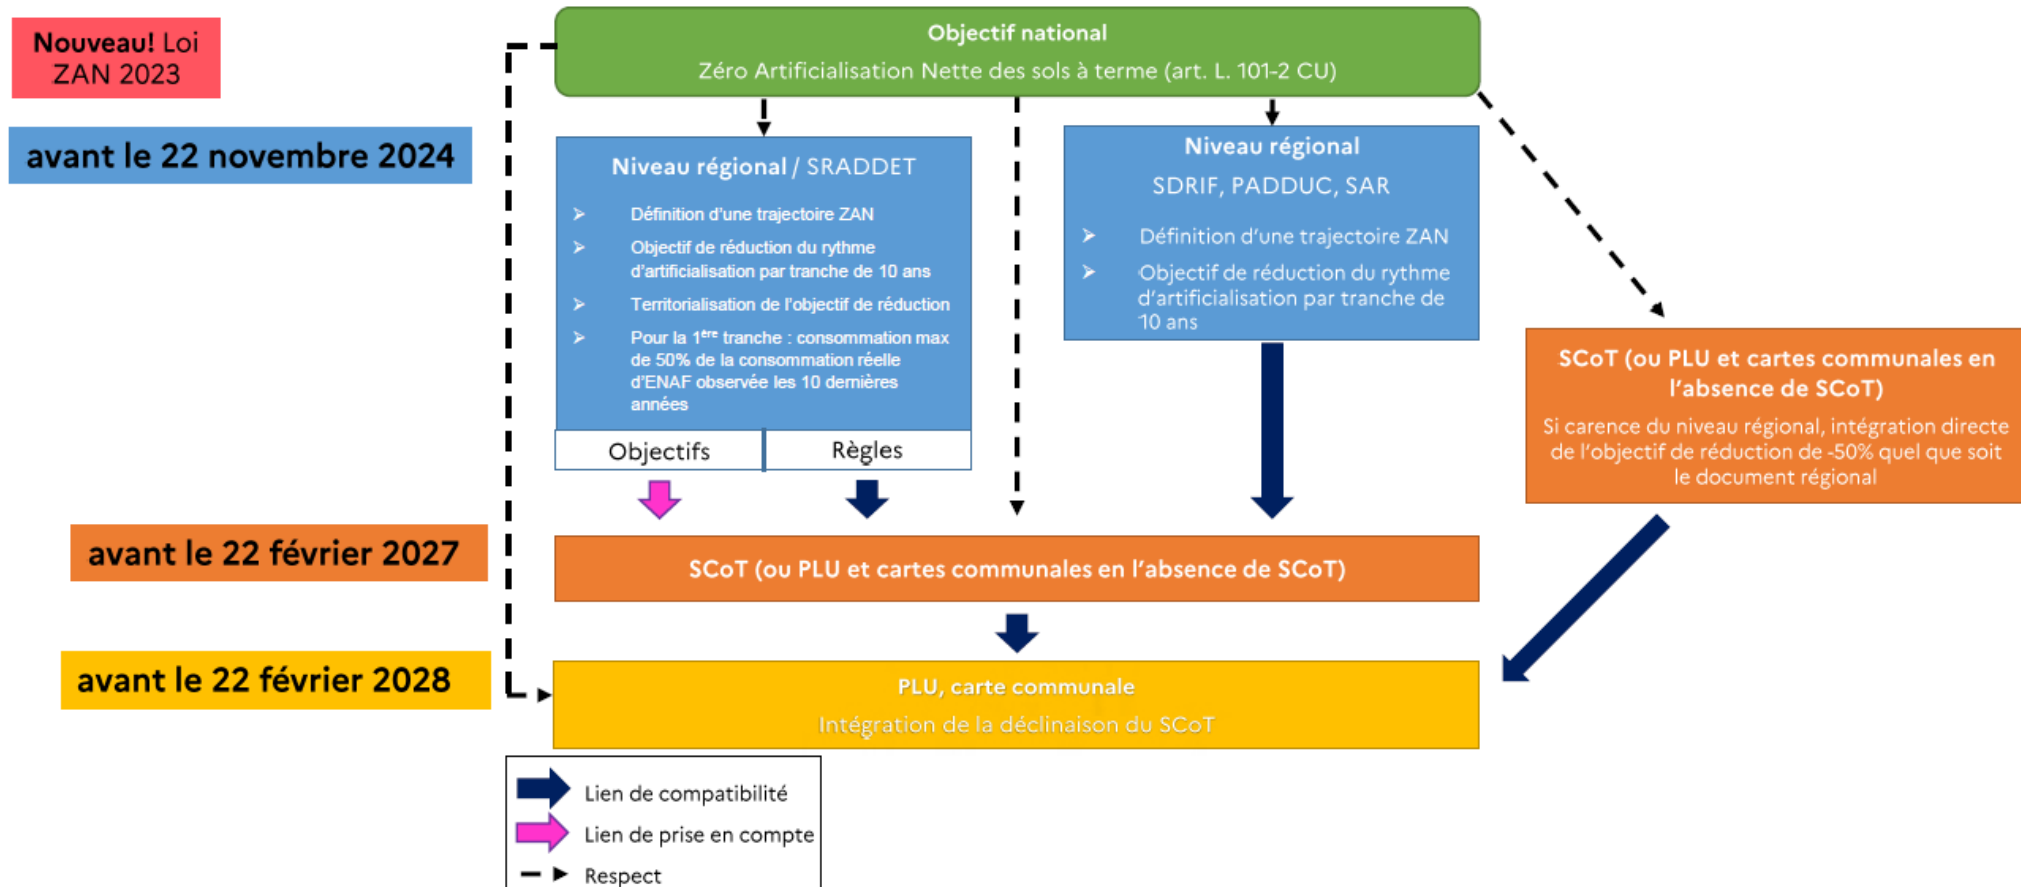 Nouveau! Loi
ZAN 2023
Objectif national
Zéro Artificialisation Nette des sols à terme (art. L. 101-2 CU)
avant le 22 novembre 2024
Niveau régional / SRADDET
➢ Définition d'une trajectoire ZAN
➢ Objectif de réduction du rythme
d'artificialisation par tranche de 10 ans
➢ Territorialisation de l'objectif de réduction
➢ Pour la 1ère tranche : consommation max
de 50% de la consommation réelle
d'ENAF observée les 10 dernières
années
Objectifs
Règles
Niveau régional
SDRIF, PADDUC, SAR
➢ Définition d'une trajectoire ZAN
➢ Objectif de réduction du rythme
d'artificialisation par tranche de
10 ans
SCoT (ou PLU et cartes communales en
l'absence de SCoT)
Si carence du niveau régional, intégration directe
de l'objectif de réduction de -50% quel que soit
le document régional
avant le 22 février 2027
SCoT (ou PLU et cartes communales en l'absence de SCoT)
avant le 22 février 2028
PLU, carte communale
Intégration de la déclinaison du SCoT
Lien de compatibilité
Lien de prise en compte
Respect